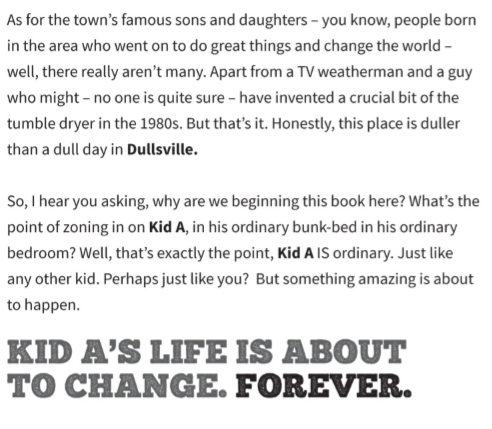 As for the town’s famous sons and daughters – you know, people born
in the area who went on to do great things and change the world –
well, there really aren’t many. Apart from a TV weatherman and a guy
who might – no one is quite sure – have invented a crucial bit of the
tumble dryer in the 1980s. But that’s it. Honestly, this place is duller
than a dull day in Dullsville.
So, I hear you asking, why are we beginning this book here? What’s the
point of zoning in on Kid A, in his ordinary bunk-bed in his ordinary
bedroom? Well, that’s exactly the point, Kid A IS ordinary. Just like
any other kid. Perhaps just like you? But something amazing is about
to happen.
KID A’S LIFE IS ABOUT
TO CHANGE. FOREVER.